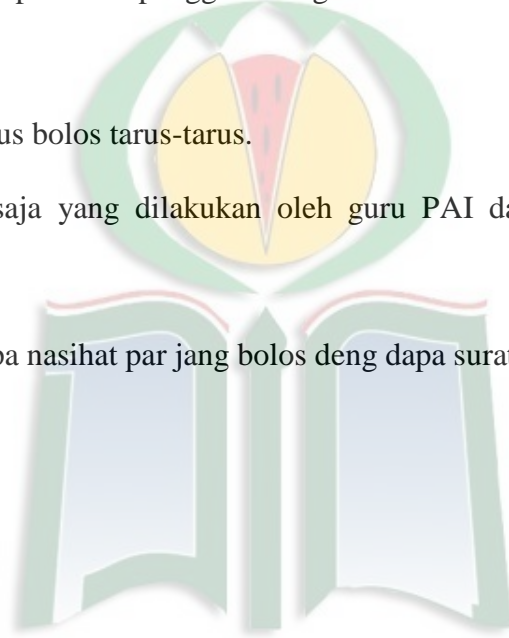 us bolos tarus-tarus.
saja yang dilakukan oleh guru PAI da
pa nasihat par jang bolos deng dapa surat